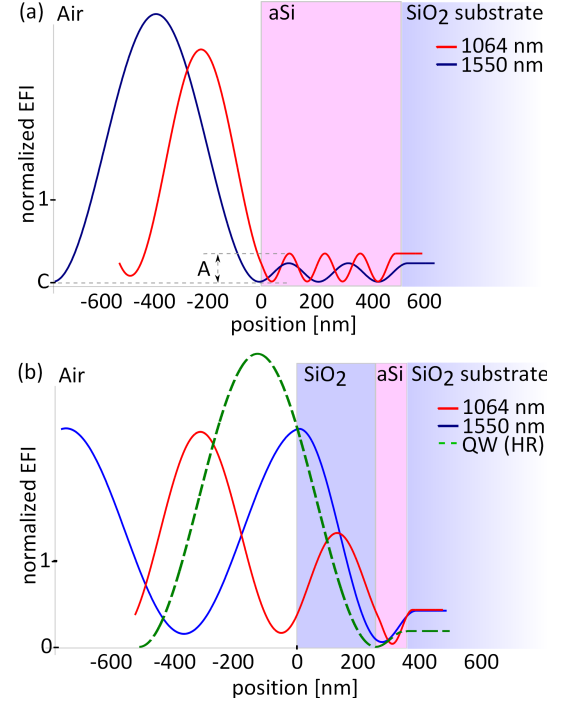 (a) Air aSi SiO2 substrate
1064 nm
1550 nm
normalized EFI
1
A
C
-600 -400 -200 0 200 400 600
position [nm]
(b) Air SiO2 aSi SiO2 substrate
1064 nm
1550 nm
QW (HR)
normalized EFI
1
0
-600 -400 -200 0 200 400 600
position [nm]